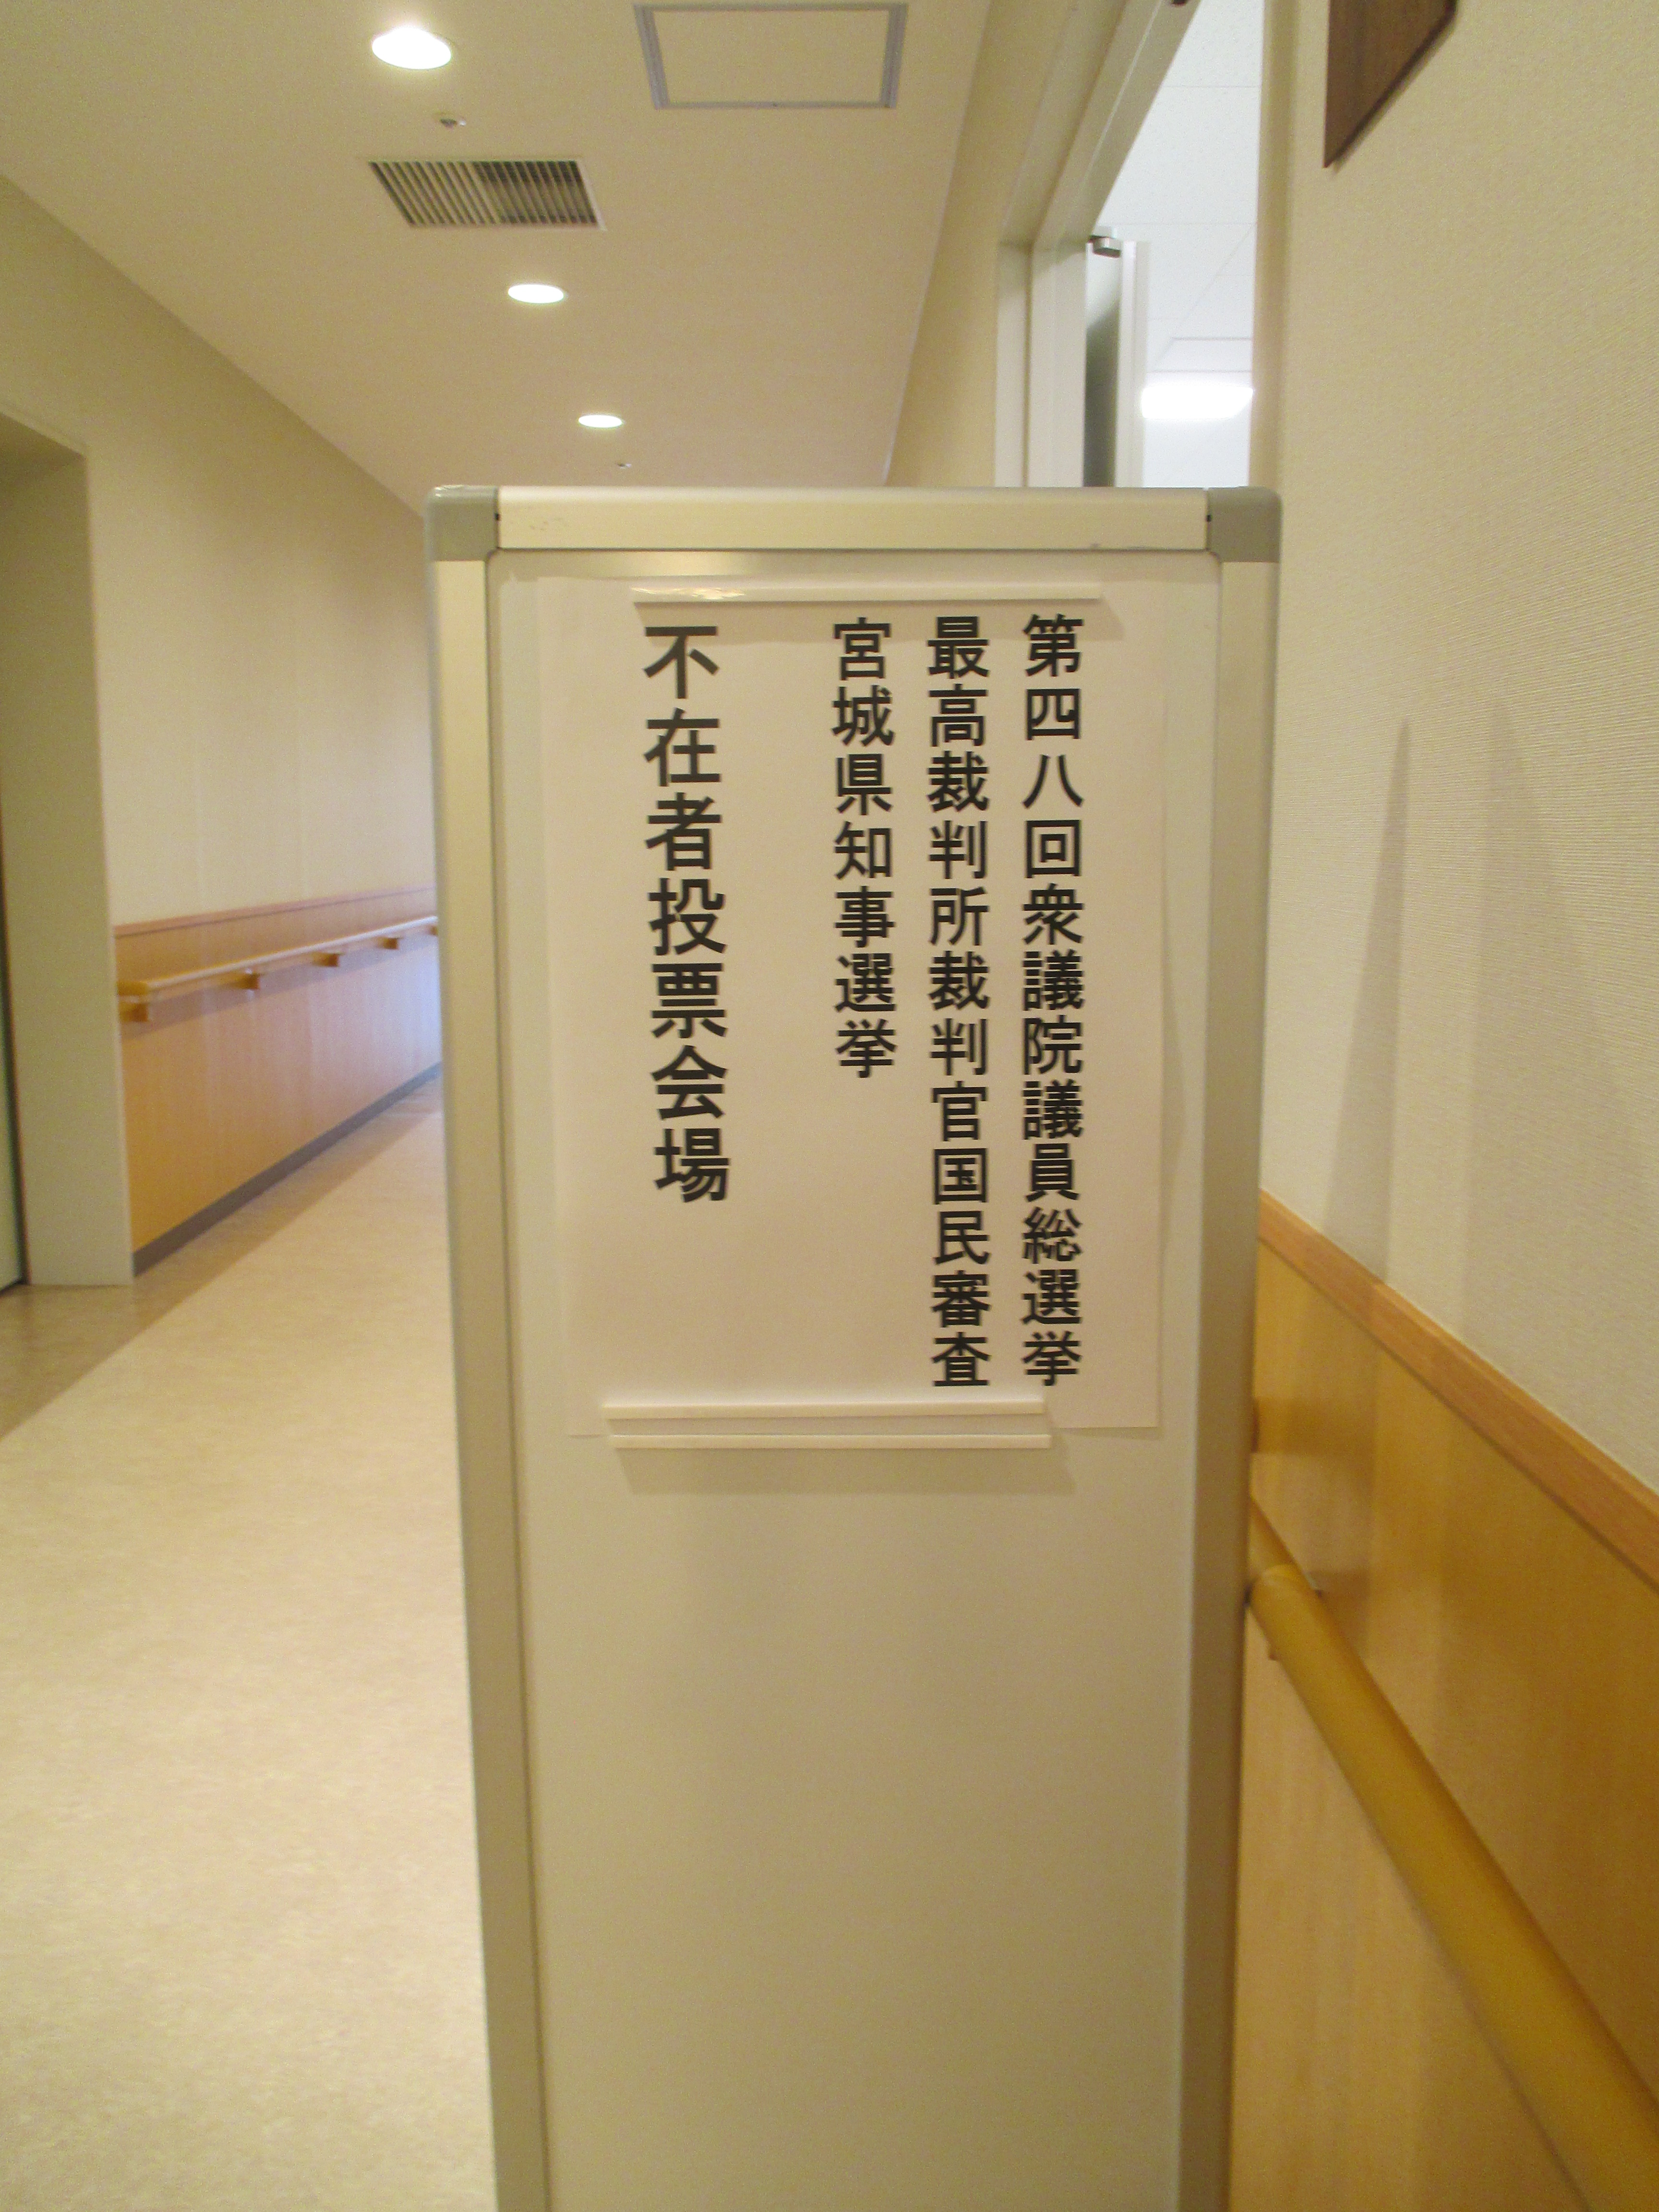 第四八回衆議院議員総選挙
最高裁判所裁判官国民審査
宮城県知事選挙
不在者投票会場